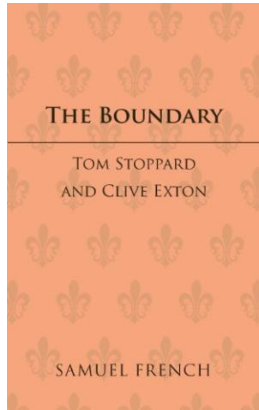 THE BOUNDARY
TOM STOPPARD
AND CLIVE EXTON
SAMUEL FRENCH